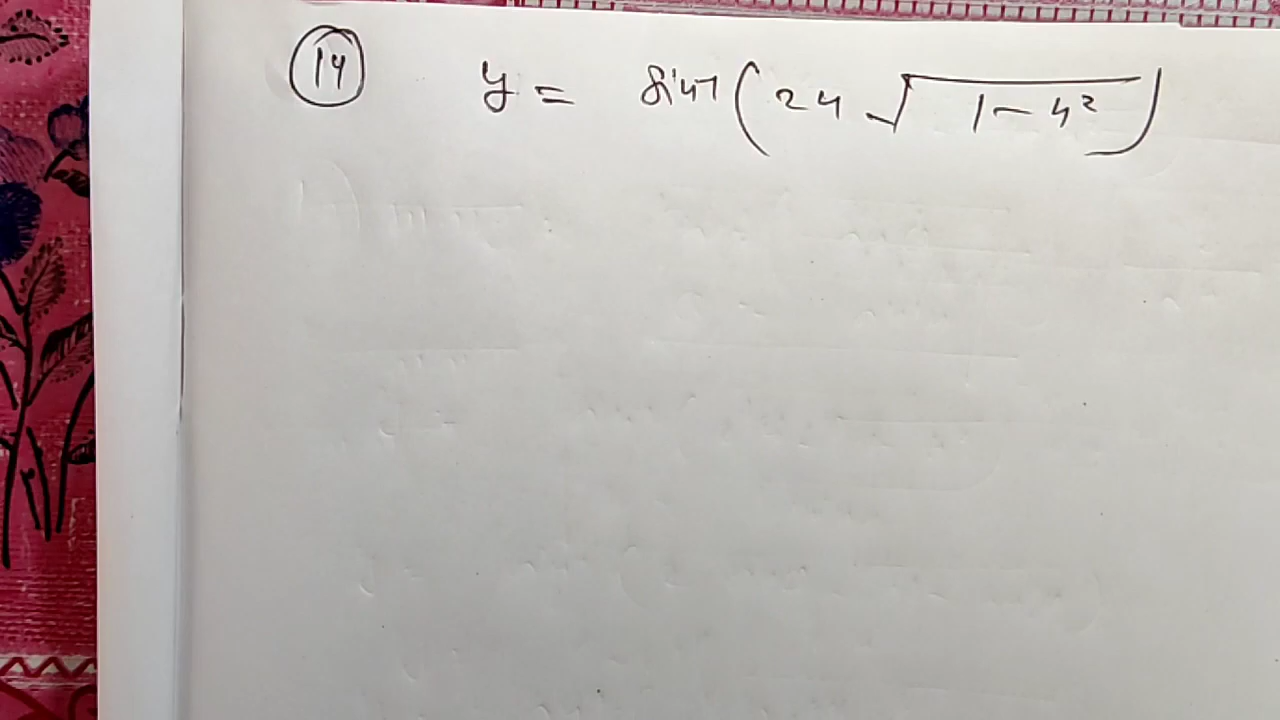 (14) y = sin⁻¹(2x √(1-x²))